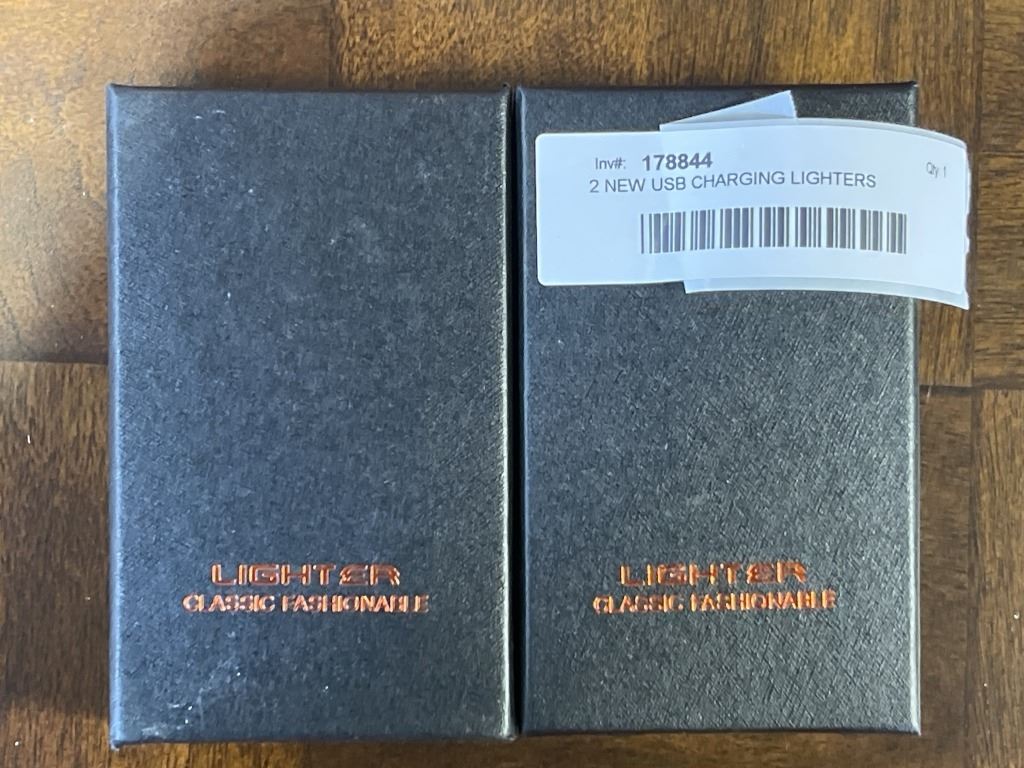 Inv#: 178844
Qty: 1
2 NEW USB CHARGING LIGHTERS
LIGHTER
CLASSIC FASHIONABLE
LIGHTER
CLASSIC FASHIONABLE